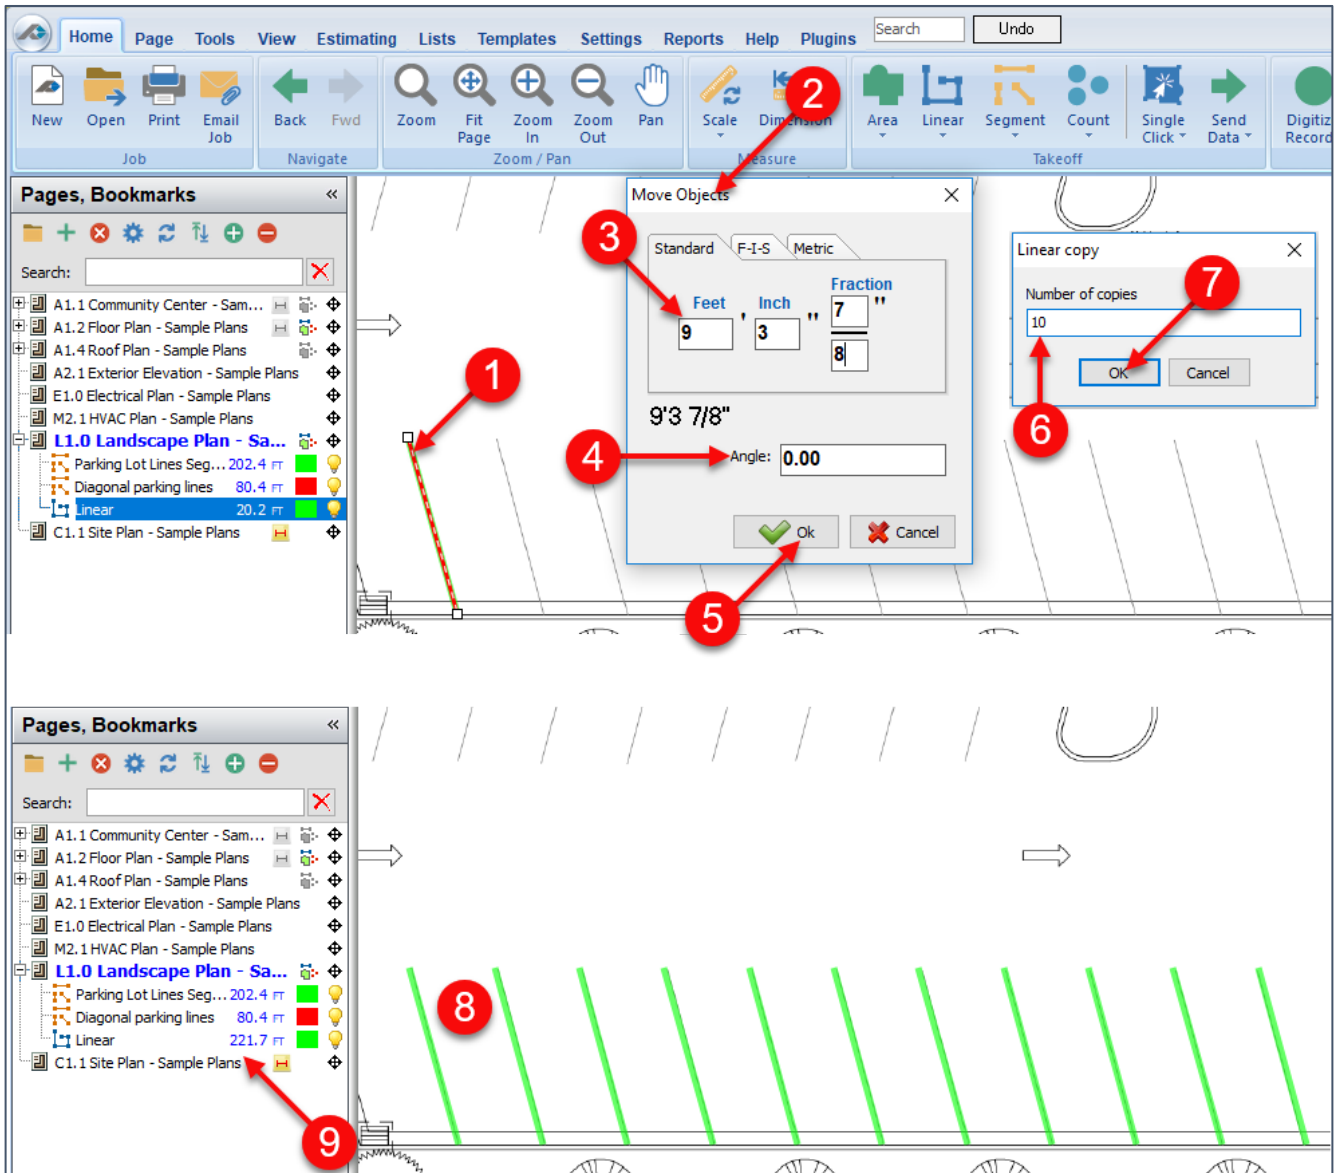 Home Page Tools View Estimating Lists Templates Settings Reports Help Plugins Search Undo
New Open Print Email Job Back Fwd Zoom Fit Page Zoom In Zoom Out Pan Scale Dimension Area Linear Segment Count Single Click Send Data
Job Navigate Zoom / Pan Measure Takeoff
2
Pages, Bookmarks «
Search:
A1.1 Community Center - Sam...
A1.2 Floor Plan - Sample Plans
A1.4 Roof Plan - Sample Plans
A2.1 Exterior Elevation - Sample Plans
E1.0 Electrical Plan - Sample Plans
M2.1 HVAC Plan - Sample Plans
L1.0 Landscape Plan - Sa...
Parking Lot Lines Seg... 202.4 FT
Diagonal parking lines 80.4 FT
Linear 20.2 FT
C1.1 Site Plan - Sample Plans
1
Move Objects
3
Standard F-I-S Metric
Feet Inch Fraction
9 ' 3 " 7 "
8
9'3 7/8"
4
Angle: 0.00
Ok Cancel
5
Linear copy
7
Number of copies
10
OK Cancel
6
Pages, Bookmarks «
Search:
A1.1 Community Center - Sam...
A1.2 Floor Plan - Sample Plans
A1.4 Roof Plan - Sample Plans
A2.1 Exterior Elevation - Sample Plans
E1.0 Electrical Plan - Sample Plans
M2.1 HVAC Plan - Sample Plans
L1.0 Landscape Plan - Sa...
Parking Lot Lines Seg... 202.4 FT
Diagonal parking lines 80.4 FT
Linear 221.7 FT
C1.1 Site Plan - Sample Plans
8
9